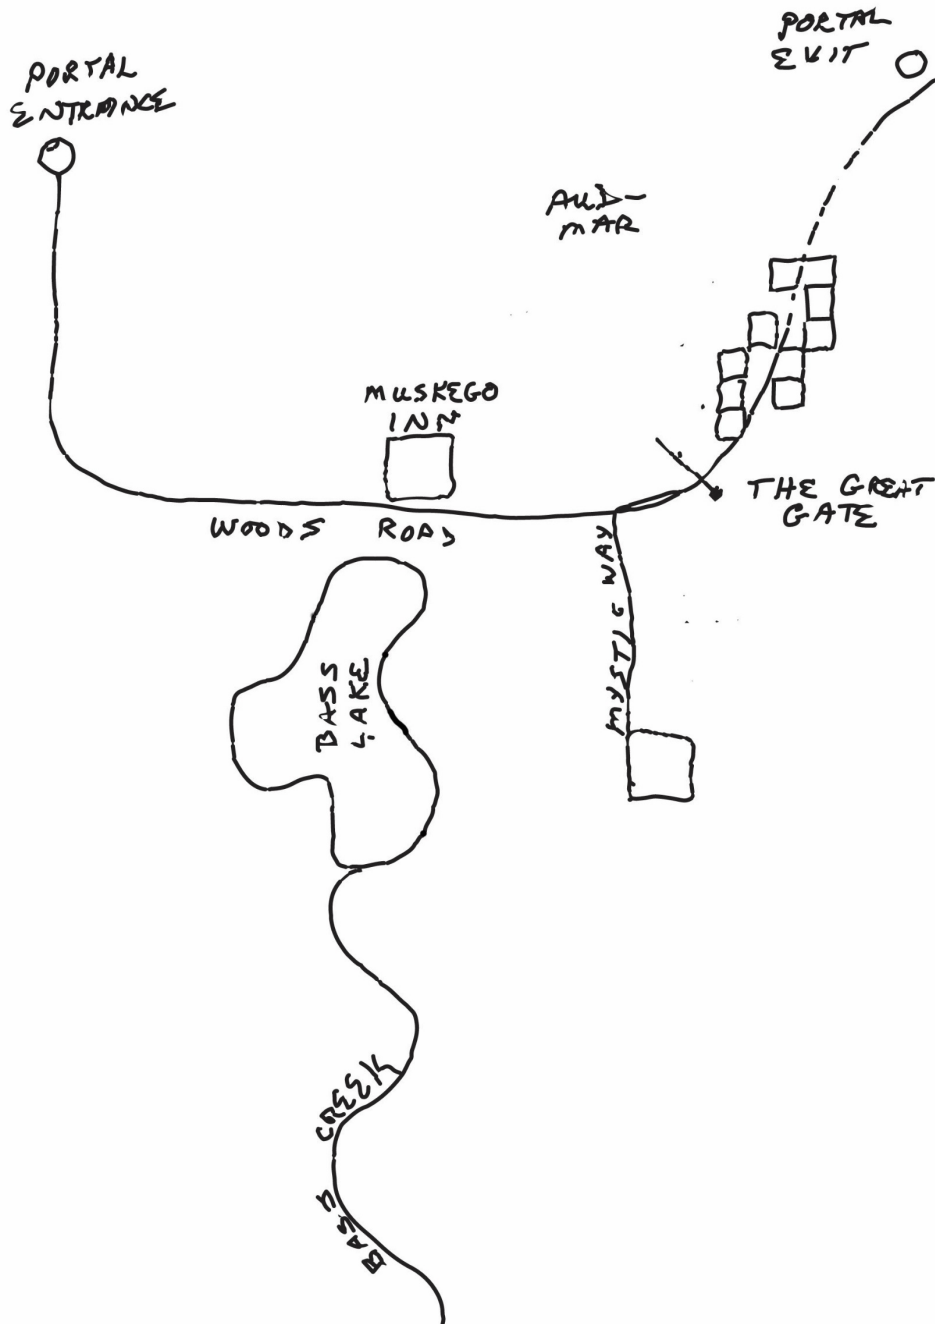 PORTAL
EXIT
PORTAL
ENTRANCE
AUD-
MAR
MUSKEGO
INN
THE GREAT
GATE
WOODS ROAD
MYSTIC WAY
BASS
LAKE
BASS CREEK